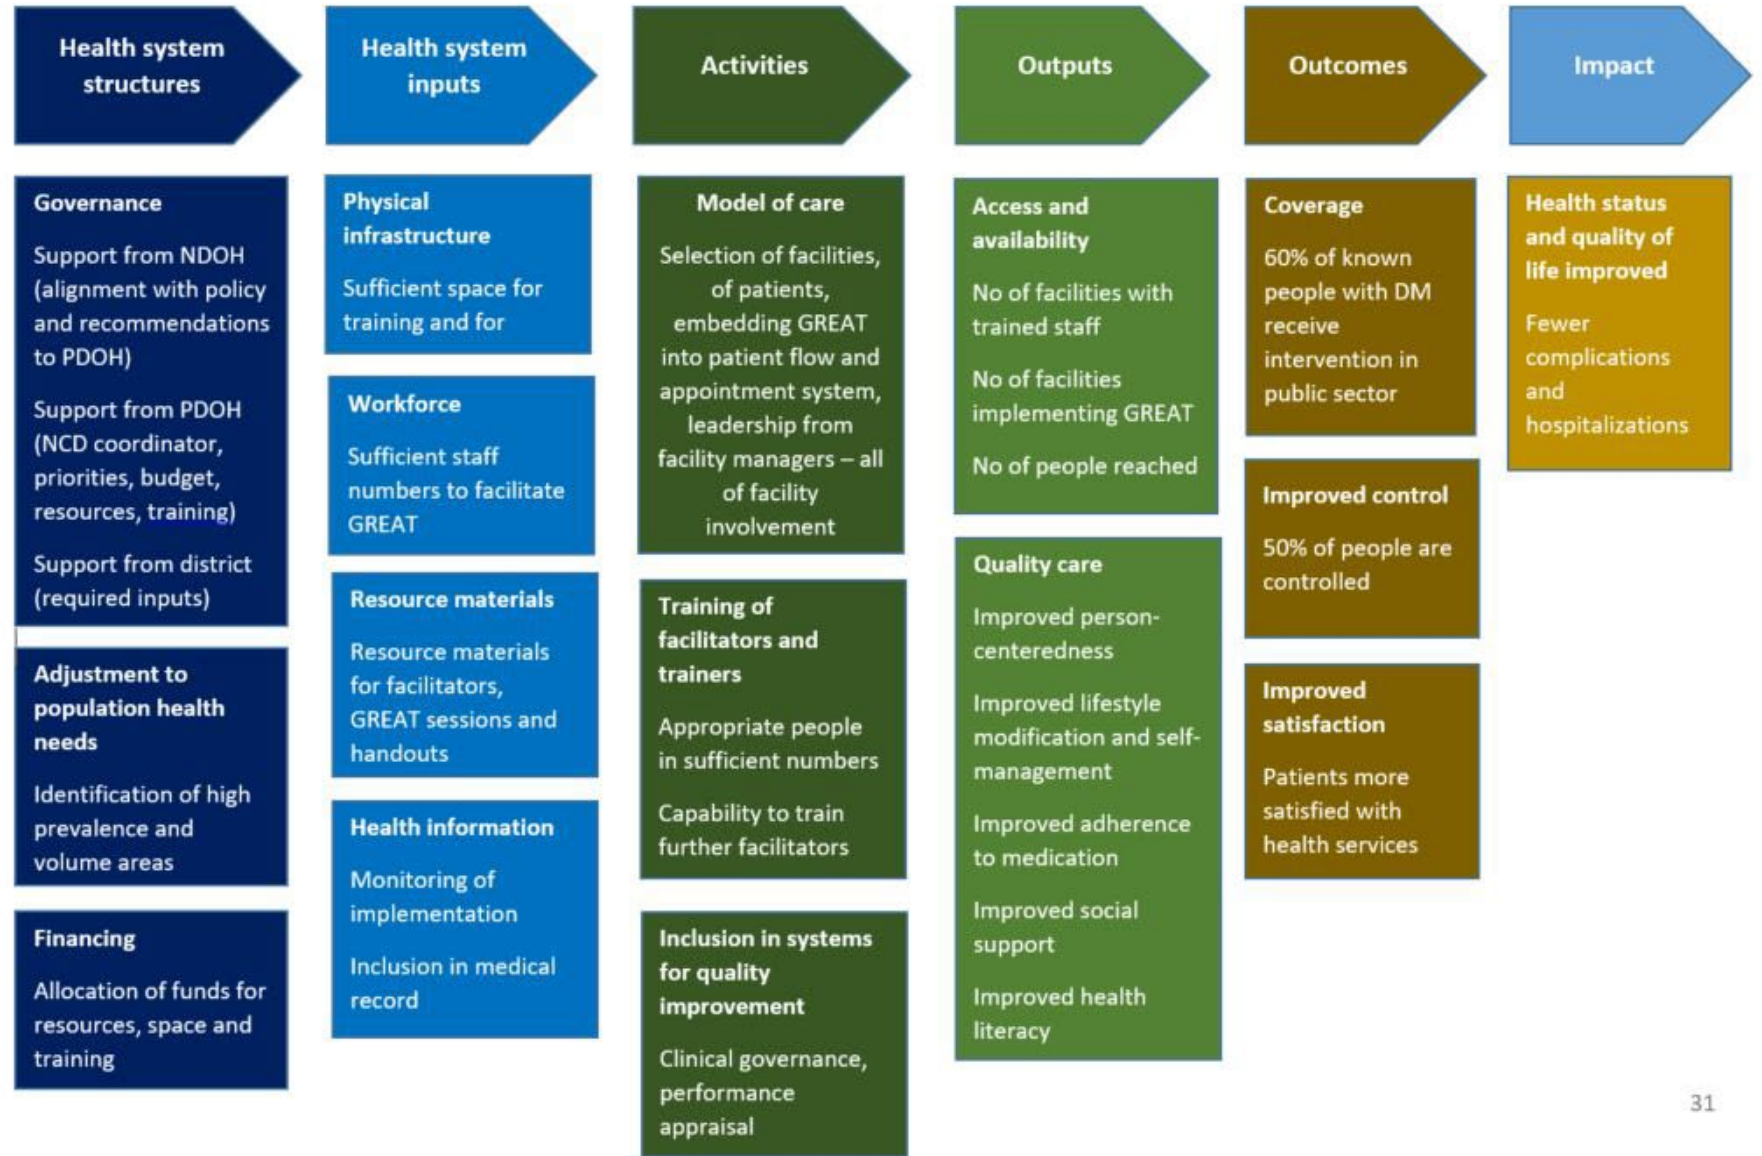 Health system
structures
Health system
inputs
Activities
Outputs
Outcomes
Impact
Governance
Support from NDOH
(alignment with policy
and recommendations
to PDOH)
Support from PDOH
(NCD coordinator,
priorities, budget,
resources, training)
Support from district
(required inputs)
Adjustment to
population health
needs
Identification of high
prevalence and
volume areas
Financing
Allocation of funds for
resources, space and
training
Physical
infrastructure
Sufficient space for
training and for
Workforce
Sufficient staff
numbers to facilitate
GREAT
Resource materials
Resource materials
for facilitators,
GREAT sessions and
handouts
Health information
Monitoring of
implementation
Inclusion in medical
record
Model of care
Selection of facilities,
of patients,
embedding GREAT
into patient flow and
appointment system,
leadership from
facility managers – all
of facility
involvement
Training of
facilitators and
trainers
Appropriate people
in sufficient numbers
Capability to train
further facilitators
Inclusion in systems
for quality
improvement
Clinical governance,
performance
appraisal
Access and
availability
No of facilities with
trained staff
No of facilities
implementing GREAT
No of people reached
Quality care
Improved person-
centeredness
Improved lifestyle
modification and self-
management
Improved adherence
to medication
Improved social
support
Improved health
literacy
Coverage
60% of known
people with DM
receive
intervention in
public sector
Improved control
50% of people are
controlled
Improved
satisfaction
Patients more
satisfied with
health services
Health status
and quality of
life improved
Fewer
complications
and
hospitalizations
31